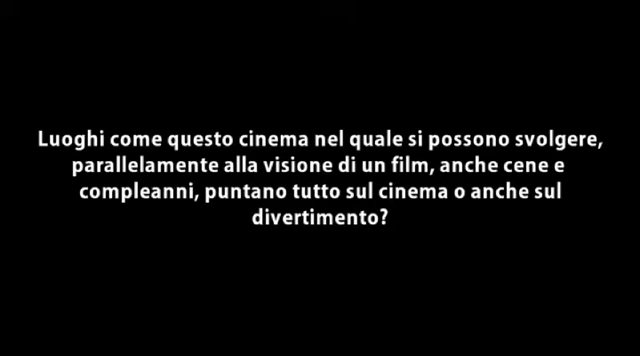 Luoghi come questo cinema nel quale si possono svolgere,
parallelamente alla visione di un film, anche cene e
compleanni, puntano tutto sul cinema o anche sul
divertimento?